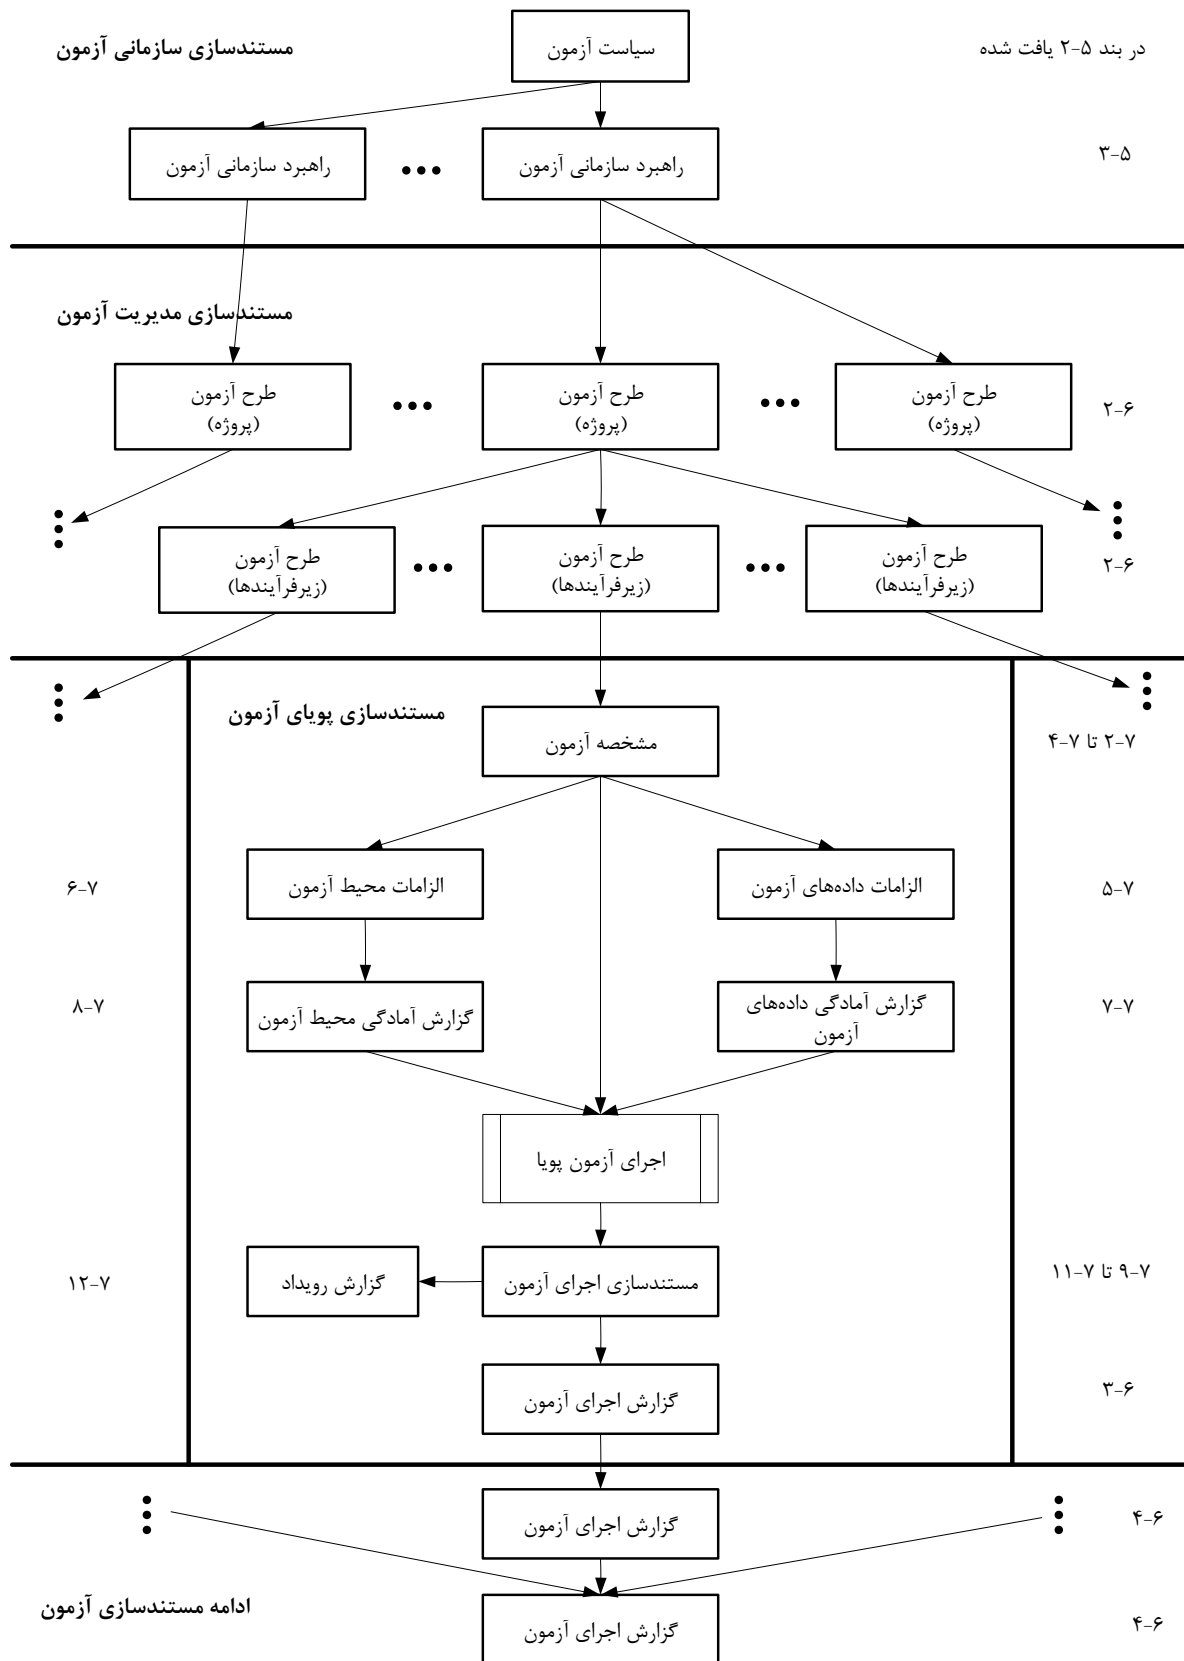 مستندسازی سازمانی آزمون
سیاست آزمون
در بند ۵-۲ یافت شده
راهبرد سازمانی آزمون
راهبرد سازمانی آزمون
۵-۳
مستندسازی مدیریت آزمون
طرح آزمون
(پروژه)
طرح آزمون
(پروژه)
طرح آزمون
(پروژه)
۶-۲
طرح آزمون
(زیرفرآیندها)
طرح آزمون
(زیرفرآیندها)
طرح آزمون
(زیرفرآیندها)
۶-۲
مستندسازی پویای آزمون
مشخصه آزمون
۷-۲ تا ۷-۴
۷-۶
الزامات محیط آزمون
الزامات داده‌های آزمون
۷-۵
۷-۸
گزارش آمادگی محیط آزمون
گزارش آمادگی داده‌های
آزمون
۷-۷
اجرای آزمون پویا
۷-۱۲
گزارش رویداد
مستندسازی اجرای آزمون
۷-۹ تا ۷-۱۱
گزارش اجرای آزمون
۶-۳
گزارش اجرای آزمون
۶-۴
ادامه مستندسازی آزمون
گزارش اجرای آزمون
۶-۴